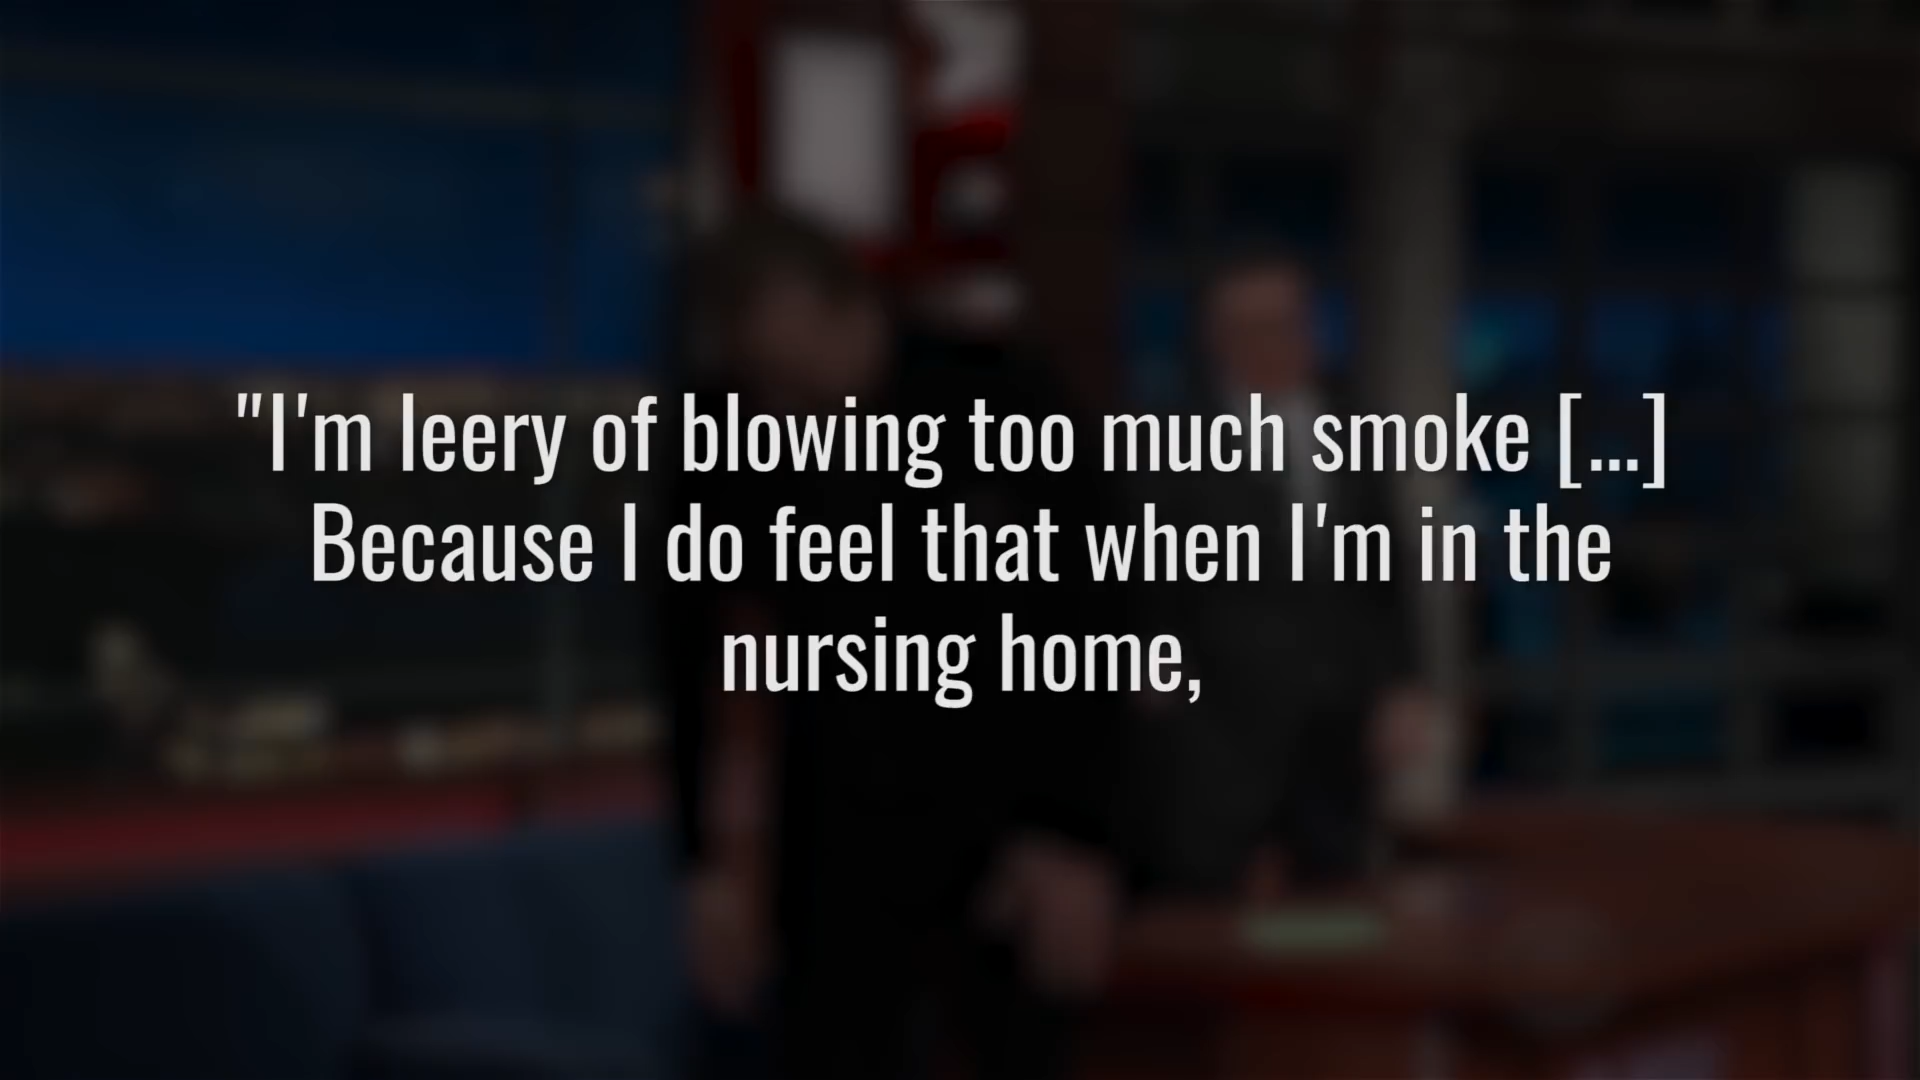 "I'm leery of blowing too much smoke [...]
Because I do feel that when I'm in the
nursing home,